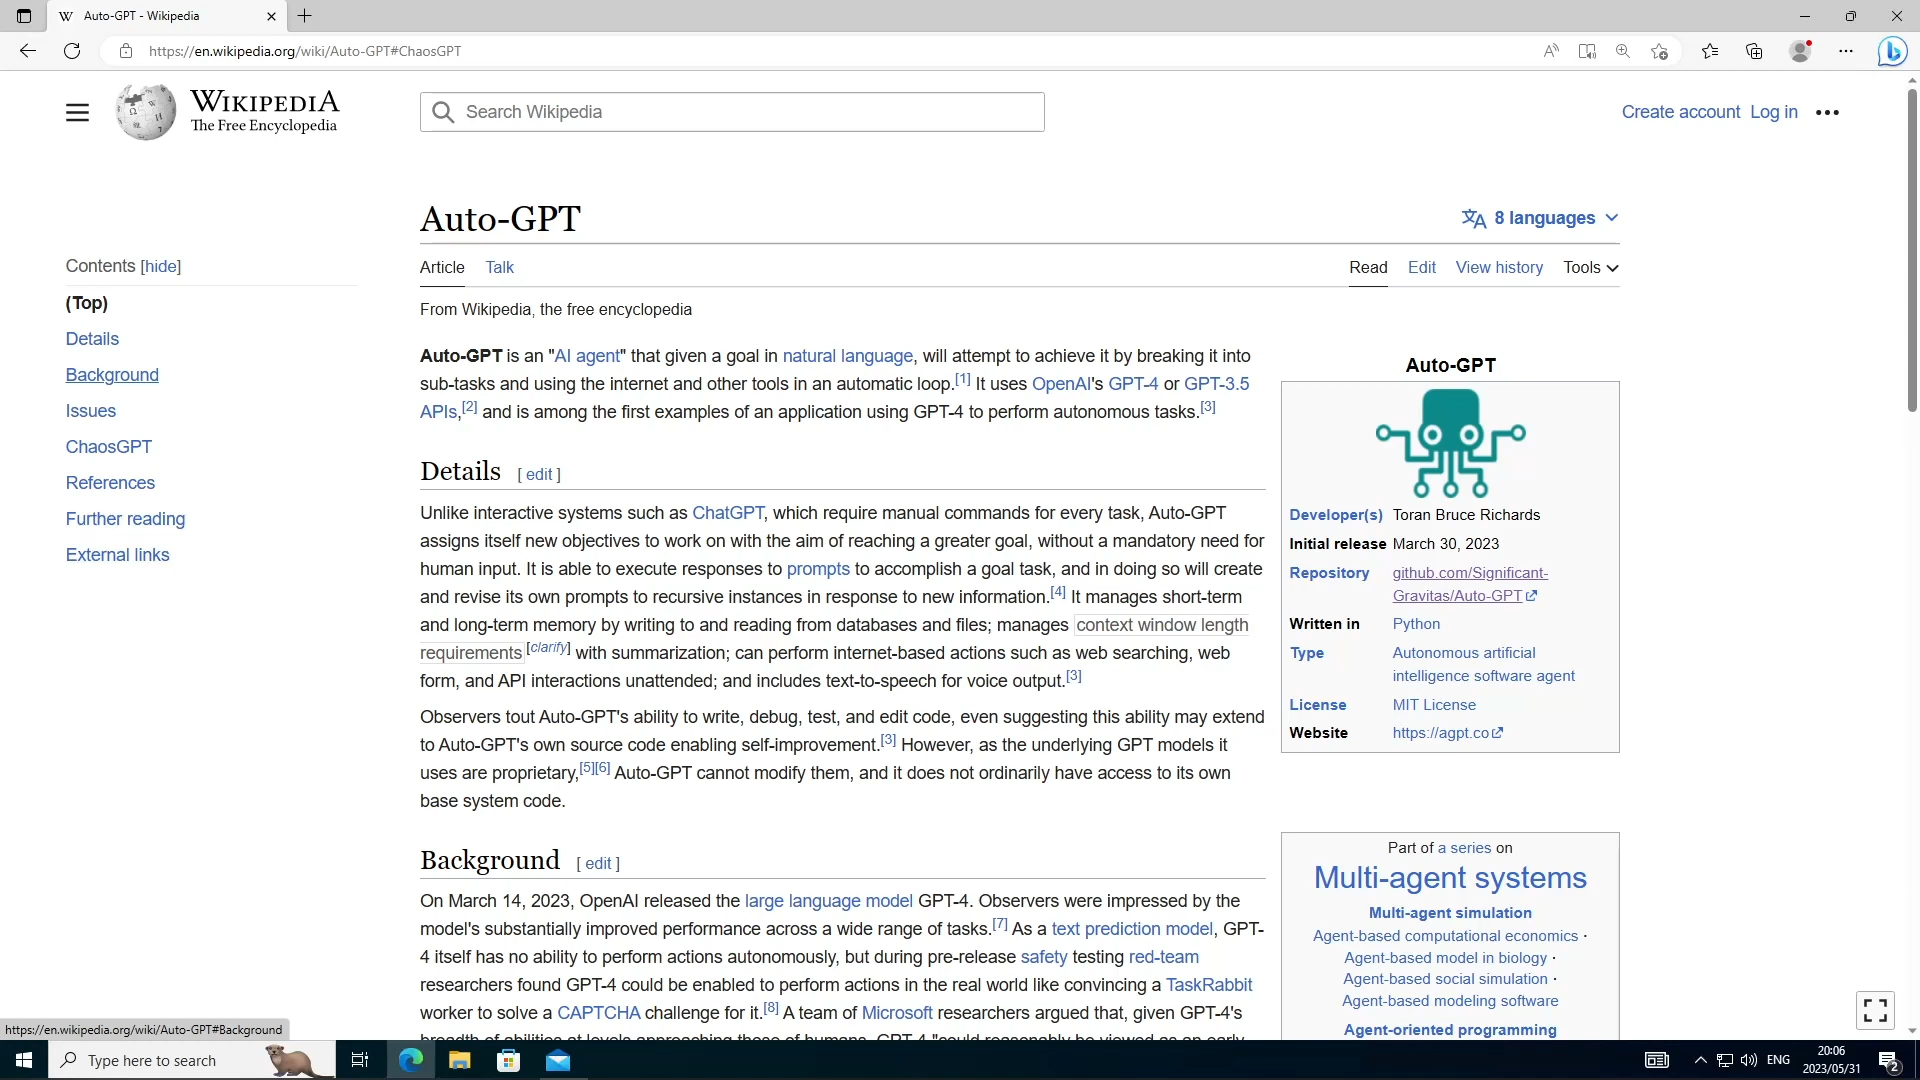 Auto-GPT - Wikipedia
https://en.wikipedia.org/wiki/Auto-GPT#ChaosGPT
WIKIPEDIA
The Free Encyclopedia
Search Wikipedia
Create account Log in
Auto-GPT
8 languages
Contents [hide]
(Top)
Details
Background
Issues
ChaosGPT
References
Further reading
External links
Article Talk
Read Edit View history Tools
From Wikipedia, the free encyclopedia
Auto-GPT is an "AI agent" that given a goal in natural language, will attempt to achieve it by breaking it into
sub-tasks and using the internet and other tools in an automatic loop.[1] It uses OpenAI's GPT-4 or GPT-3.5
APIs,[2] and is among the first examples of an application using GPT-4 to perform autonomous tasks.[3]
Details [ edit ]
Unlike interactive systems such as ChatGPT, which require manual commands for every task, Auto-GPT
assigns itself new objectives to work on with the aim of reaching a greater goal, without a mandatory need for
human input. It is able to execute responses to prompts to accomplish a goal task, and in doing so will create
and revise its own prompts to recursive instances in response to new information.[4] It manages short-term
and long-term memory by writing to and reading from databases and files; manages context window length
requirements[clarify] with summarization; can perform internet-based actions such as web searching, web
form, and API interactions unattended; and includes text-to-speech for voice output.[3]
Observers tout Auto-GPT's ability to write, debug, test, and edit code, even suggesting this ability may extend
to Auto-GPT's own source code enabling self-improvement.[3] However, as the underlying GPT models it
uses are proprietary,[5][6] Auto-GPT cannot modify them, and it does not ordinarily have access to its own
base system code.
Background [ edit ]
On March 14, 2023, OpenAI released the large language model GPT-4. Observers were impressed by the
model's substantially improved performance across a wide range of tasks.[7] As a text prediction model, GPT-
4 itself has no ability to perform actions autonomously, but during pre-release safety testing red-team
researchers found GPT-4 could be enabled to perform actions in the real world like convincing a TaskRabbit
worker to solve a CAPTCHA challenge for it.[8] A team of Microsoft researchers argued that, given GPT-4's
breadth of abilities at levels approaching those of humans, GPT-4 "could reasonably be viewed as an early
Auto-GPT
Developer(s) Toran Bruce Richards
Initial release March 30, 2023
Repository github.com/Significant-
Gravitas/Auto-GPT
Written in Python
Type Autonomous artificial
intelligence software agent
License MIT License
Website https://agpt.co
Part of a series on
Multi-agent systems
Multi-agent simulation
Agent-based computational economics ·
Agent-based model in biology ·
Agent-based social simulation ·
Agent-based modeling software
Agent-oriented programming
https://en.wikipedia.org/wiki/Auto-GPT#Background
Type here to search
ENG
20:06
2023/05/31
2